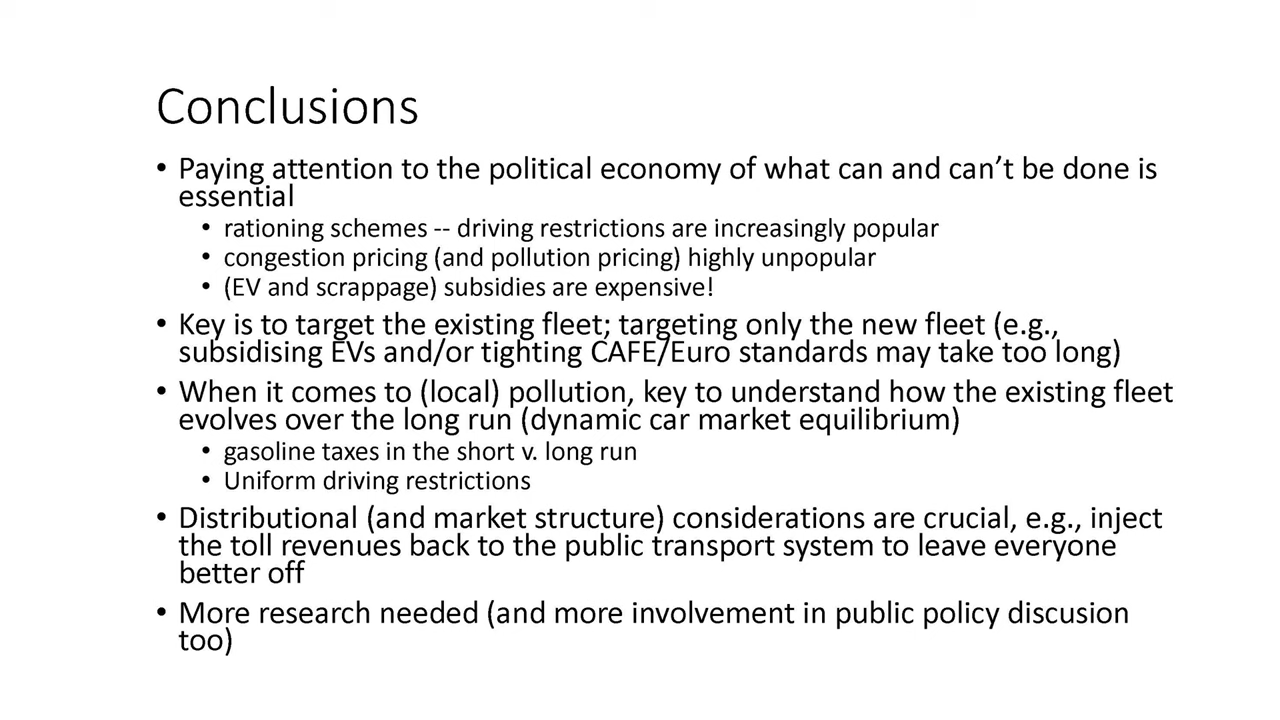 Conclusions
• Paying attention to the political economy of what can and can’t be done is
essential
• rationing schemes -- driving restrictions are increasingly popular
• congestion pricing (and pollution pricing) highly unpopular
• (EV and scrappage) subsidies are expensive!
• Key is to target the existing fleet; targeting only the new fleet (e.g.,
subsidising EVs and/or tighting CAFE/Euro standards may take too long)
• When it comes to (local) pollution, key to understand how the existing fleet
evolves over the long run (dynamic car market equilibrium)
• gasoline taxes in the short v. long run
• Uniform driving restrictions
• Distributional (and market structure) considerations are crucial, e.g., inject
the toll revenues back to the public transport system to leave everyone
better off
• More research needed (and more involvement in public policy discusion
too)